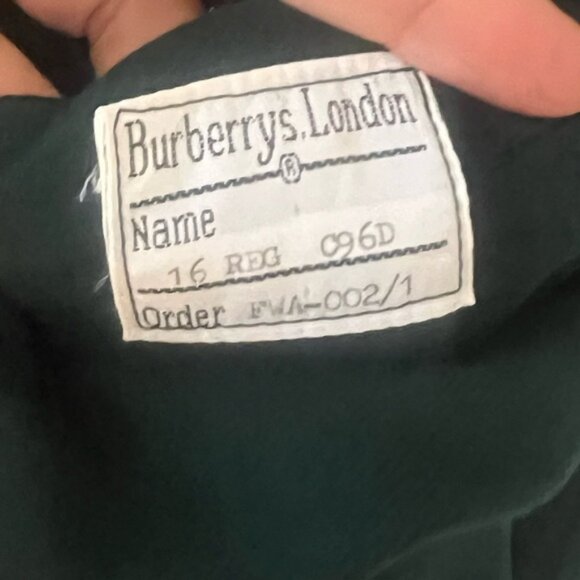 Burberrys, London
®
Name
16 REG C96D
Order FWA-002/1